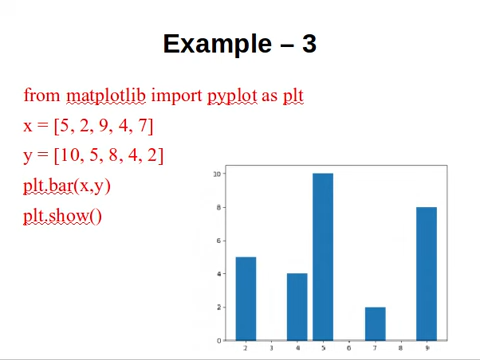 Example – 3
from matplotlib import pyplot as plt
x = [5, 2, 9, 4, 7]
y = [10, 5, 8, 4, 2]
plt.bar(x,y)
plt.show()
10
8
6
4
2
0
2 3 4 5 6 7 8 9